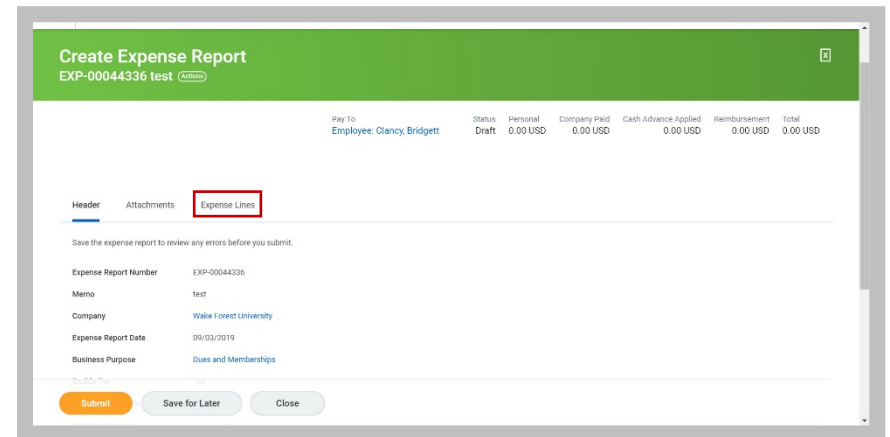 Create Expense Report
EXP-00044336 test Actions
Pay To Status Personal Company Paid Cash Advance Applied Reimbursement Total
Employee: Clancy, Bridgett Draft 0.00 USD 0.00 USD 0.00 USD 0.00 USD 0.00 USD
Header Attachments Expense Lines
Save the expense report to review any errors before you submit.
Expense Report Number EXP-00044336
Memo test
Company Wake Forest University
Expense Report Date 09/03/2019
Business Purpose Dues and Memberships
Submit Save for Later Close